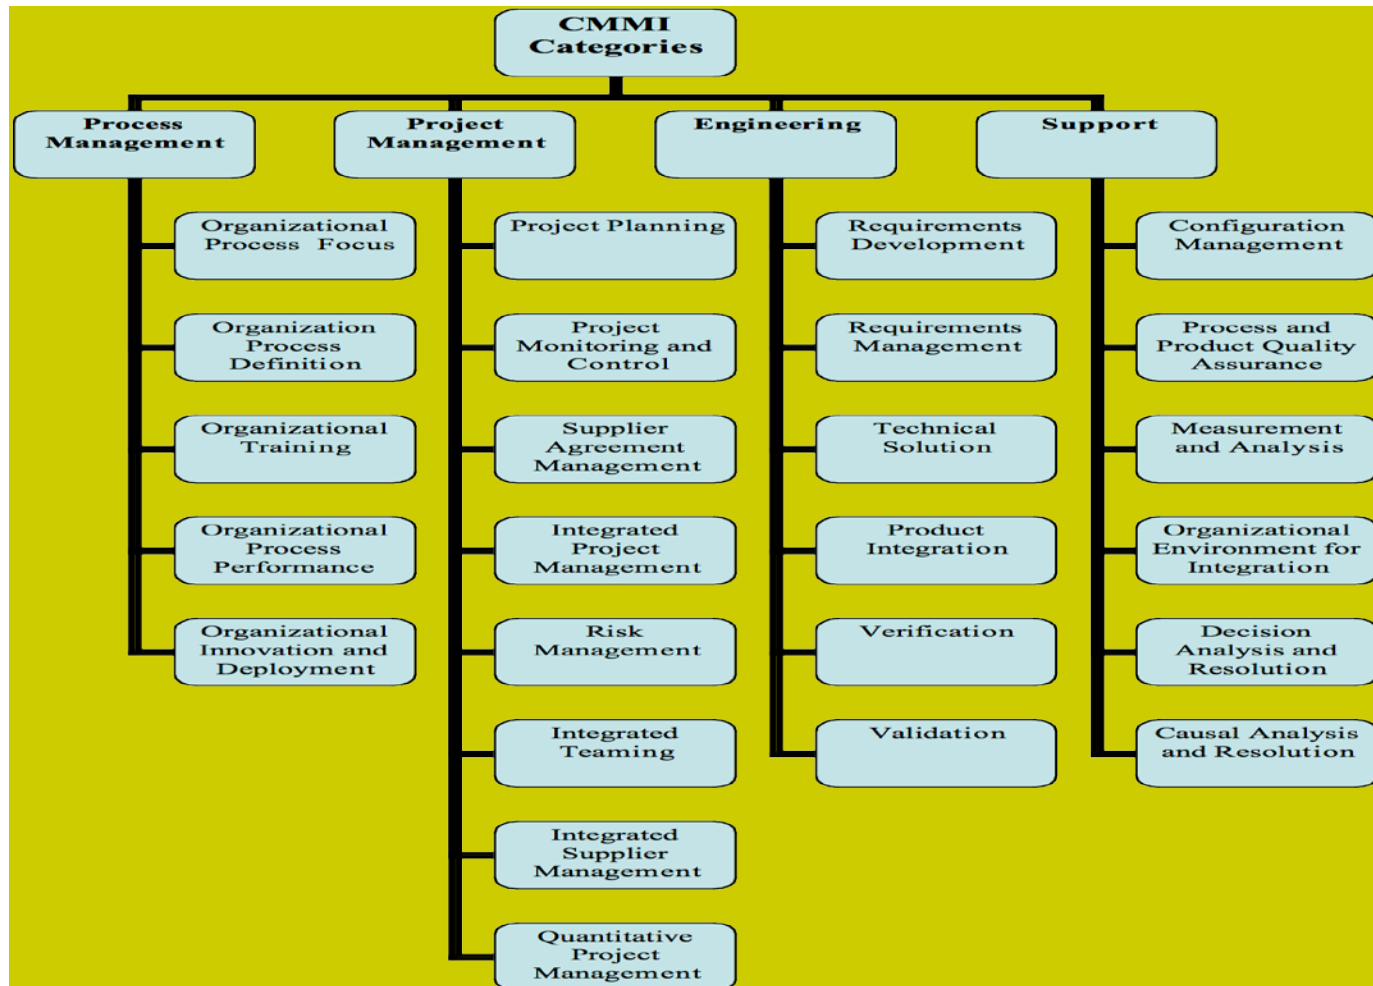 CMMI
Categories
Process
Management
Project
Management
Engineering
Support
Organizational
Process Focus
Organization
Process
Definition
Organizational
Training
Organizational
Process
Performance
Organizational
Innovation and
Deployment
Project Planning
Project
Monitoring and
Control
Supplier
Agreement
Management
Integrated
Project
Management
Risk
Management
Integrated
Teaming
Integrated
Supplier
Management
Quantitative
Project
Management
Requirements
Development
Requirements
Management
Technical
Solution
Product
Integration
Verification
Validation
Configuration
Management
Process and
Product Quality
Assurance
Measurement
and Analysis
Organizational
Environment for
Integration
Decision
Analysis and
Resolution
Causal Analysis
and Resolution